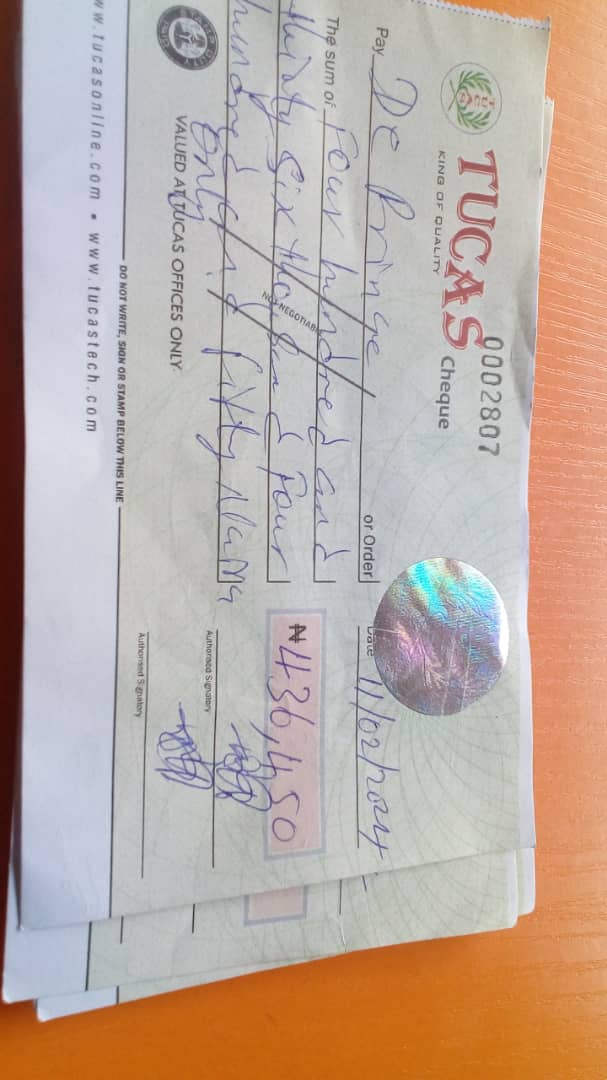 TUCAS
KING OF QUALITY
Cheque
0002807
Pay De Prince or Order
Date 11/02/2024
The sum of Four hundred and
thirty six thousand four
hundred and fifty Naira
only
NOT NEGOTIABLE
₦436,450
VALUED AT TUCAS OFFICES ONLY
Authorised Signatory
Authorised Signatory
DO NOT WRITE, SIGN OR STAMP BELOW THIS LINE
www.tucasonline.com • www.tucastech.com